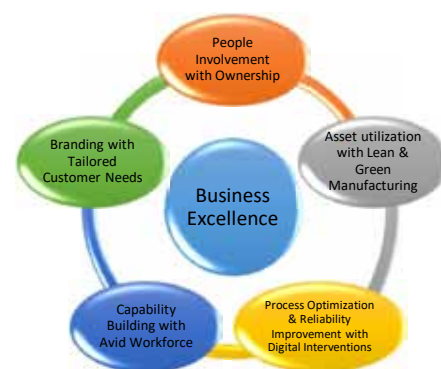 People
Involvement
with Ownership
Asset utilization
with Lean &
Green
Manufacturing
Process Optimization
& Reliability
Improvement with
Digital Interventions
Capability
Building with
Avid Workforce
Branding with
Tailored
Customer Needs
Business
Excellence